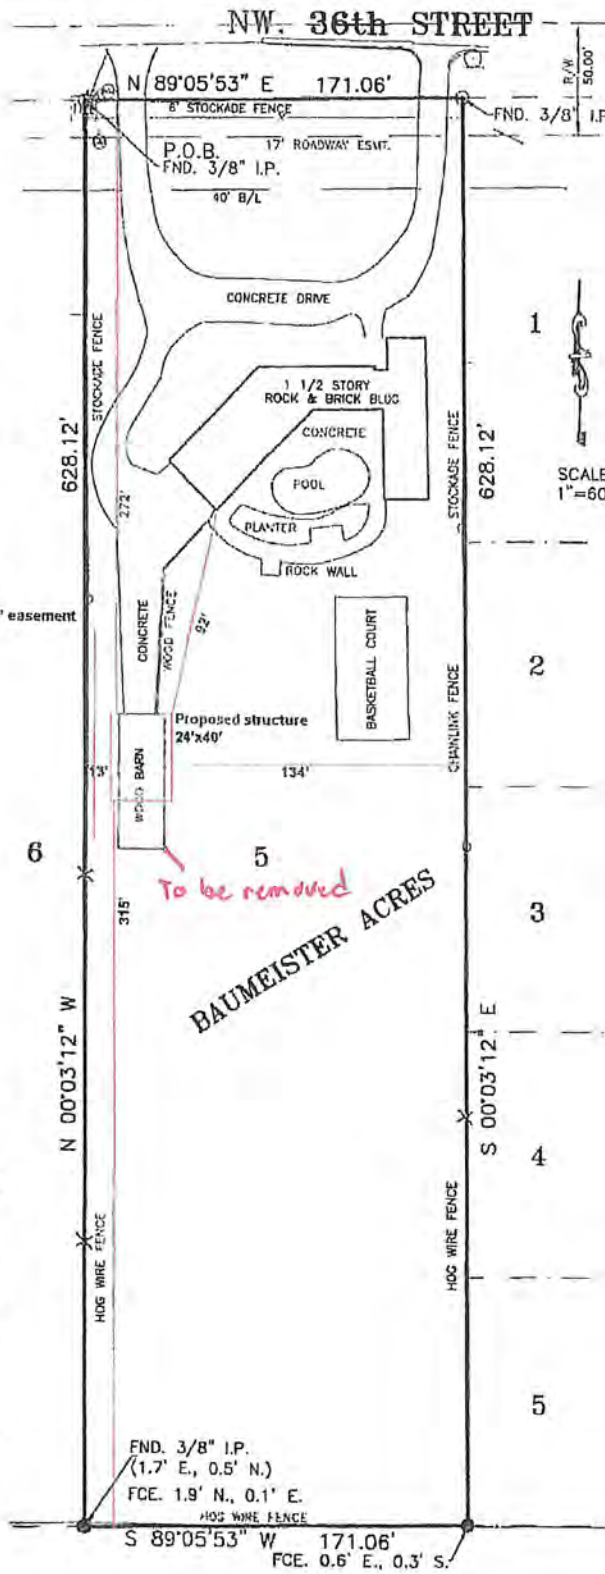 NW. 36th STREET
N 89°05'53" E 171.06'
R/W
50.00'
6' STOCKADE FENCE
FND. 3/8" I.P.
P.O.B.
FND. 3/8" I.P.
17' ROADWAY ESMT.
40' B/L
CONCRETE DRIVE
1
STOCKADE FENCE
1 1/2 STORY
ROCK & BRICK BLDG
CONCRETE
628.12'
STOCKADE FENCE
628.12'
SCALE
1"=60
POOL
272'
PLANTER
ROCK WALL
' easement
CONCRETE
WOOD FENCE
92'
BASKETBALL COURT
2
CHAINLINK FENCE
Proposed structure
24'x40'
13'
WOOD BARN
134'
6
5
To be removed
315'
3
BAUMEISTER ACRES
N 00°03'12" W
S 00°03'12" E
4
HOG WIRE FENCE
HOG WIRE FENCE
5
FND. 3/8" I.P.
(1.7' E., 0.5' N.)
FCE. 1.9' N., 0.1' E.
HOG WIRE FENCE
S 89°05'53" W 171.06'
FCE. 0.6' E., 0.3' S.